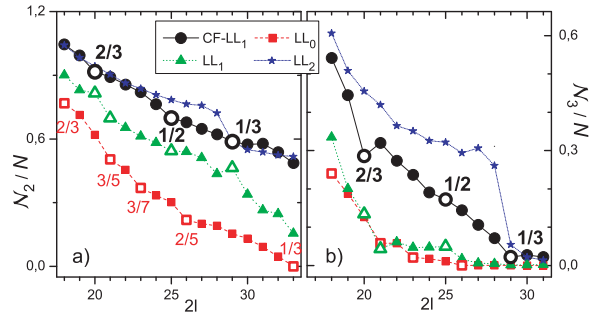 1,2
0,6
0,0
𝒩₂ / N
CF-LL₁
LL₀
LL₁
LL₂
2/3
1/2
1/3
2/3
3/5
3/7
2/5
1/3
a)
20
25
30
2l
2/3
1/2
1/3
b)
20
25
30
2l
0,6
0,3
0,0
𝒩₃ / N